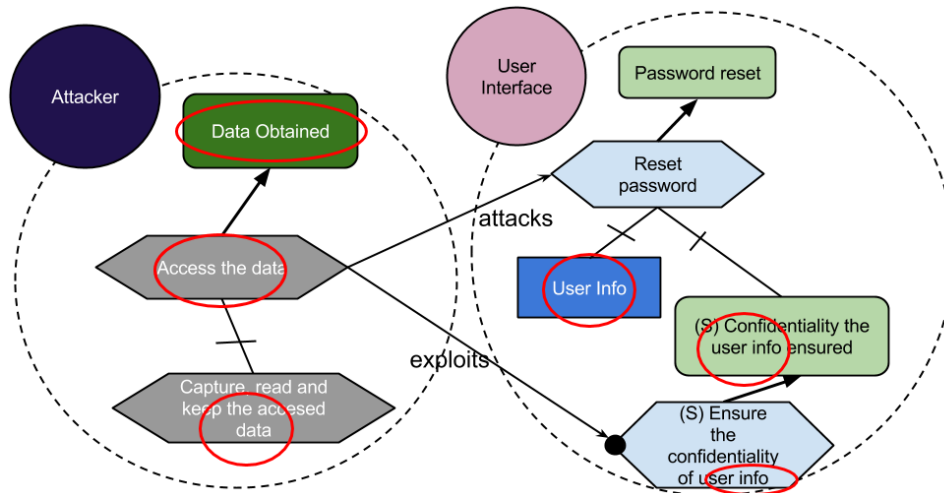 Attacker
Data Obtained
Access the data
Capture, read and
keep the accesed
data
attacks
exploits
User
Interface
Password reset
Reset
password
User Info
(S) Confidentiality the
user info ensured
(S) Ensure
the
confidentiality
of user info